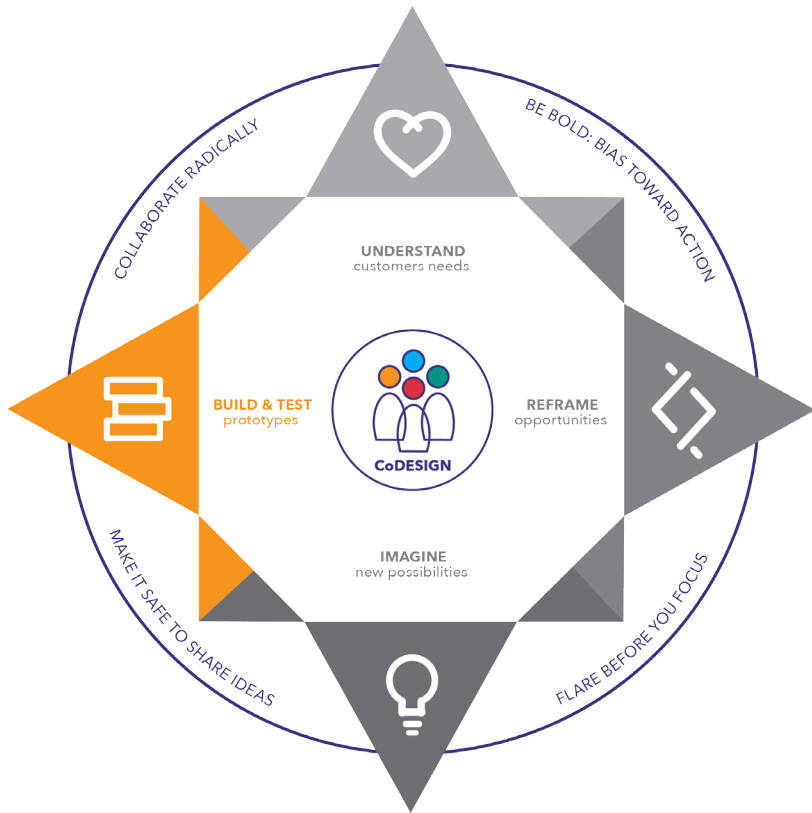 COLLABORATE RADICALLY
BE BOLD: BIAS TOWARD ACTION
UNDERSTAND
customers needs
BUILD & TEST
prototypes
REFRAME
opportunities
CoDESIGN
IMAGINE
new possibilities
MAKE IT SAFE TO SHARE IDEAS
FLARE BEFORE YOU FOCUS